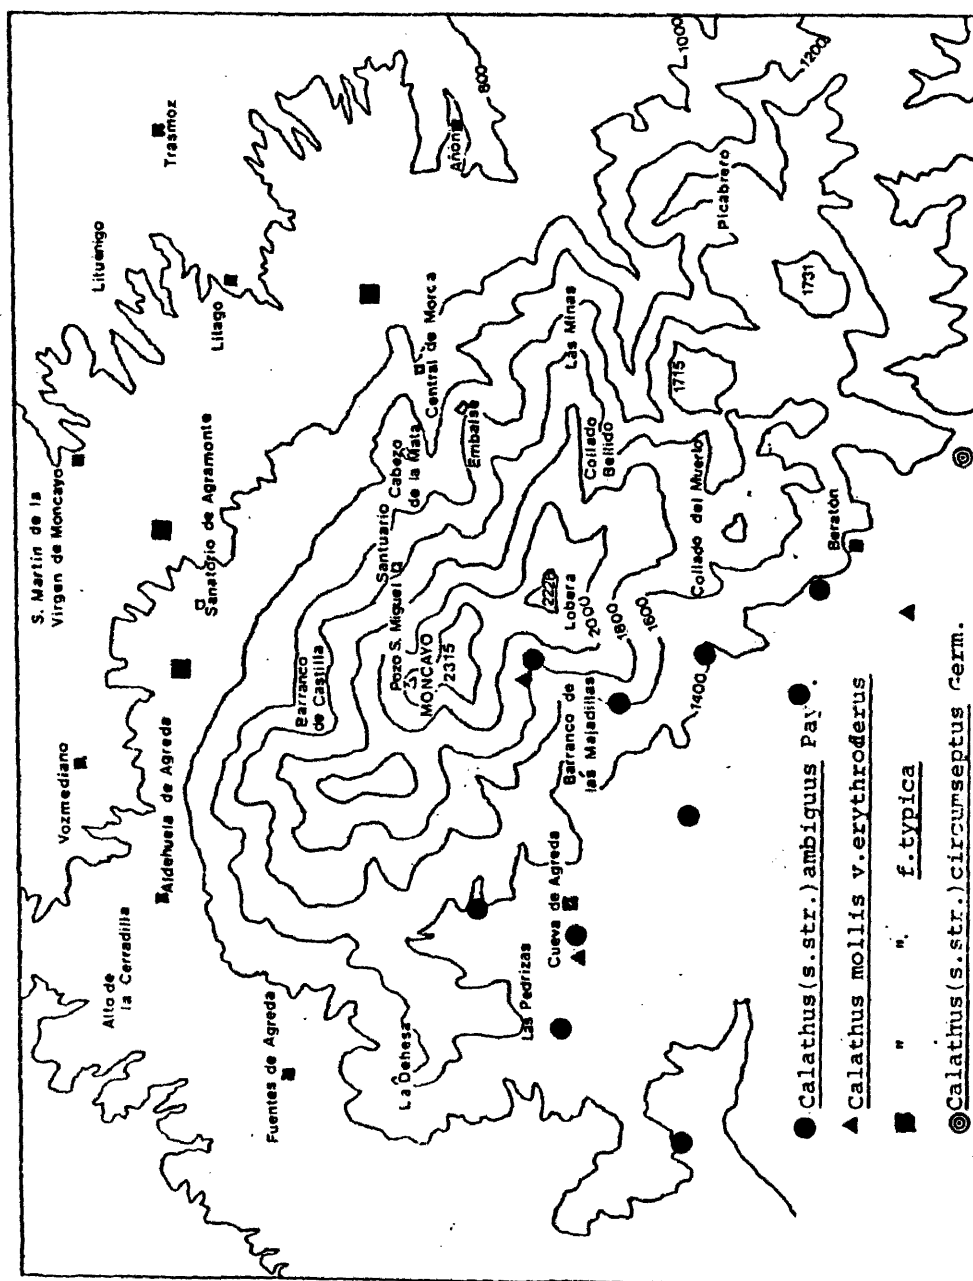 S. Martin de la
Virgen de Moncayo
Lituenigo
Trasmoz
Vozmediano
Alto de
la Cerradilla
Aldehuela de Agreda
Sanatorio de Agramonte
Lilago
Fuentes de Agreda
Barranco
de Castilla
Santuario
Cabezo
de la Mata
Central de Morca
Añon
800
1000
1200
La Dehesa
Pozo S. Miguel
MONCAYO
2315
Embalse
Las Minas
Las Pedrizas
Cueva de Agreda
Barranco de
las Majadillas
Lobera
2226
2000
1800
1600
1400
Collado
Bellido
Collado del Muerto
1715
Picabrero
1731
Beratón
Calathus(s.str.)ambiguus Pay.
Calathus mollis v.erythroderus
" ". f.typica
Calathus(s.str.)circumseptus Germ.